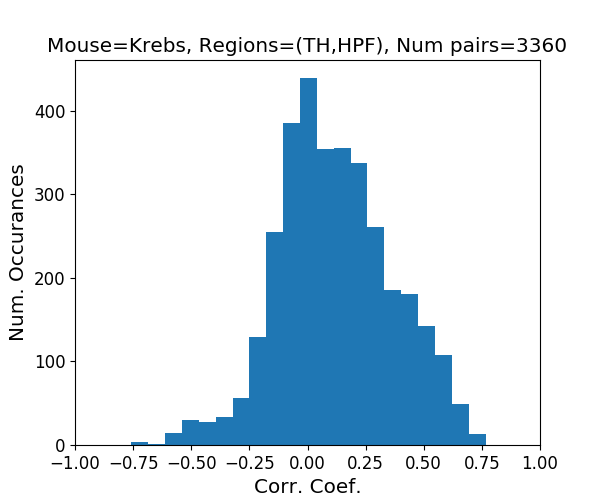 Mouse=Krebs, Regions=(TH,HPF), Num pairs=3360
Num. Occurances
400
300
200
100
0
−1.00 −0.75 −0.50 −0.25 0.00 0.25 0.50 0.75 1.00
Corr. Coef.